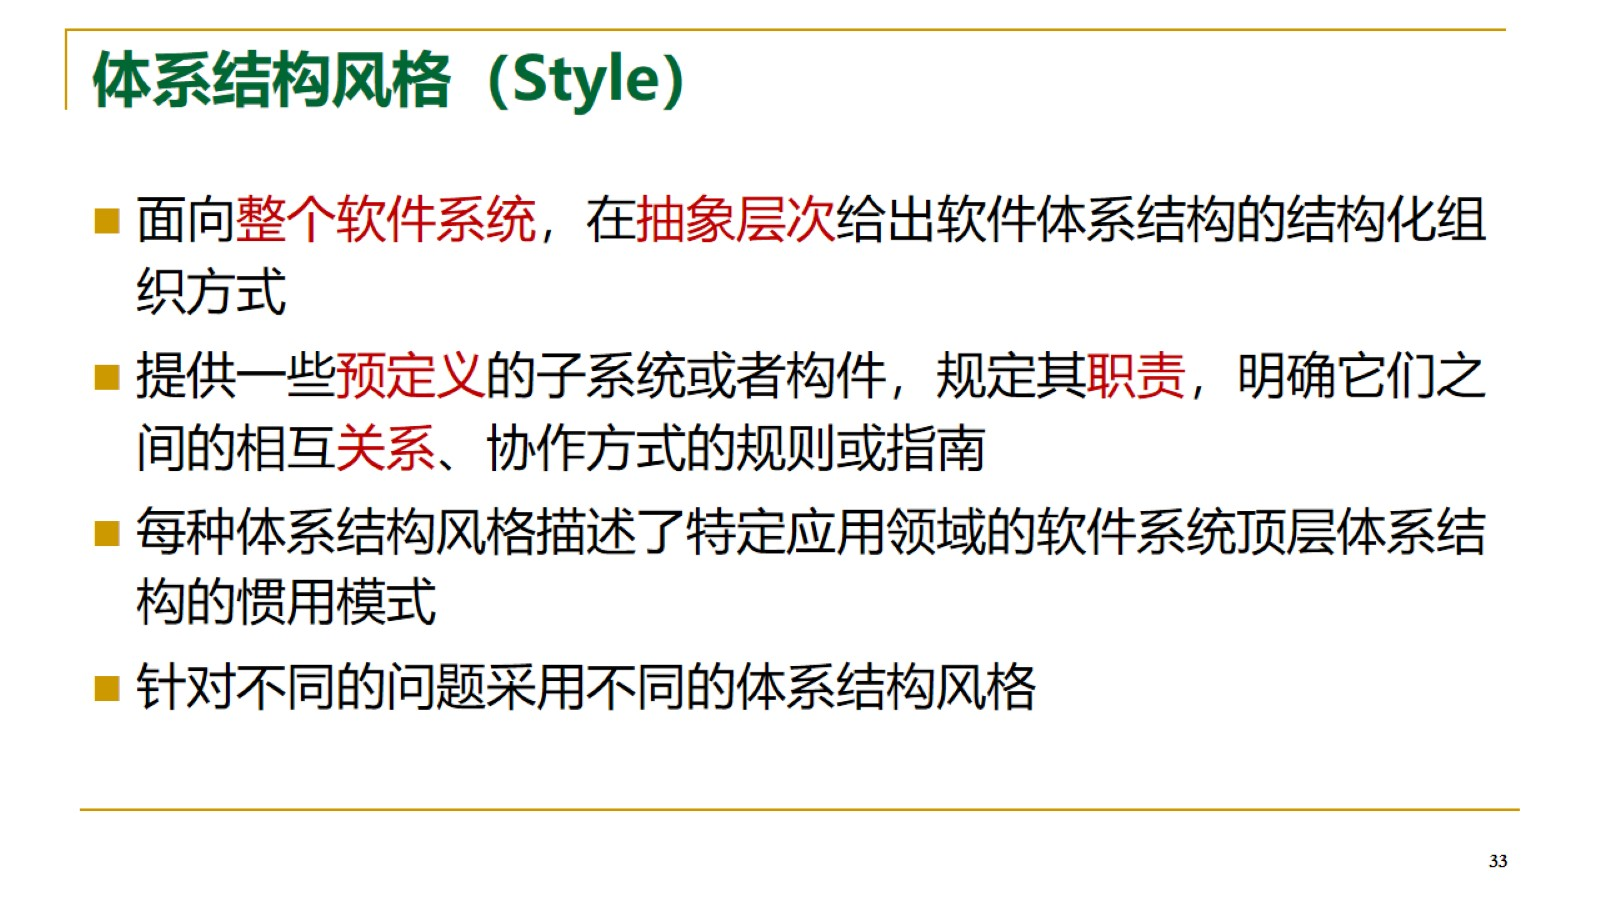 体系结构风格（Style）
面向整个软件系统，在抽象层次给出软件体系结构的结构化组
织方式
提供一些预定义的子系统或者构件，规定其职责，明确它们之
间的相互关系、协作方式的规则或指南
每种体系结构风格描述了特定应用领域的软件系统顶层体系结
构的惯用模式
针对不同的问题采用不同的体系结构风格
33